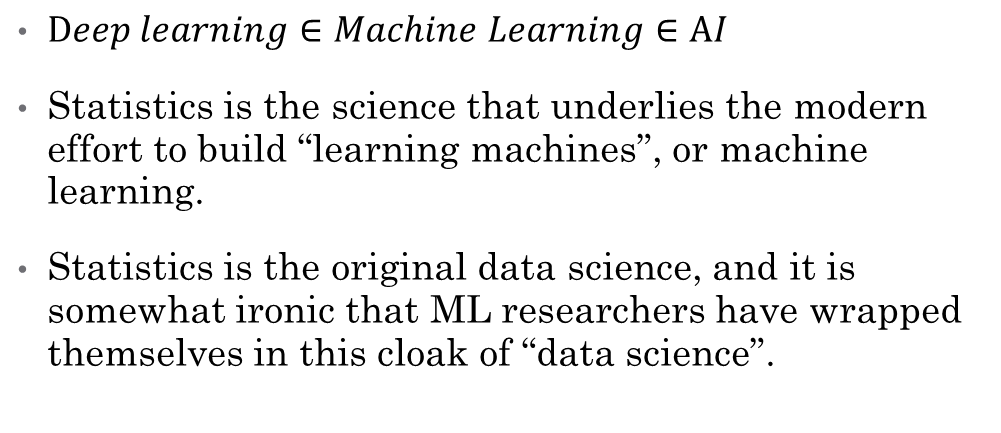 • Deep learning ∈ Machine Learning ∈ AI
• Statistics is the science that underlies the modern
effort to build “learning machines”, or machine
learning.
• Statistics is the original data science, and it is
somewhat ironic that ML researchers have wrapped
themselves in this cloak of “data science”.